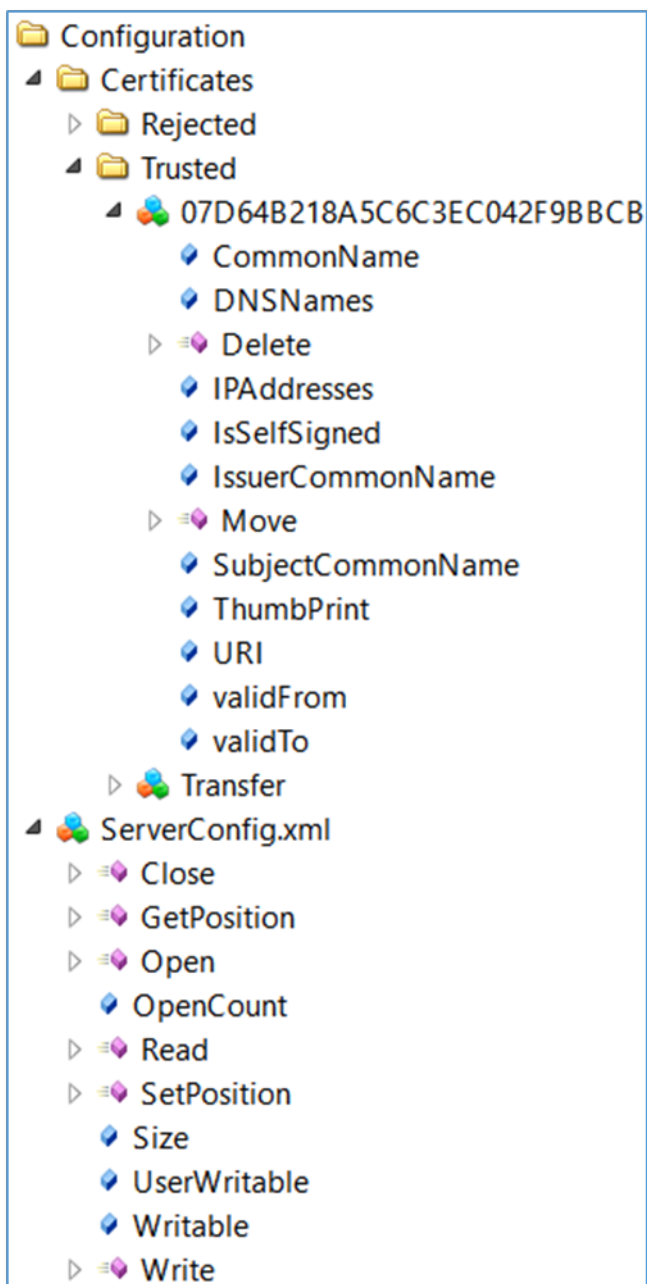 Configuration
Certificates
Rejected
Trusted
07D64B218A5C6C3EC042F9BBCB
CommonName
DNSNames
Delete
IPAddresses
IsSelfSigned
IssuerCommonName
Move
SubjectCommonName
ThumbPrint
URI
validFrom
validTo
Transfer
ServerConfig.xml
Close
GetPosition
Open
OpenCount
Read
SetPosition
Size
UserWritable
Writable
Write